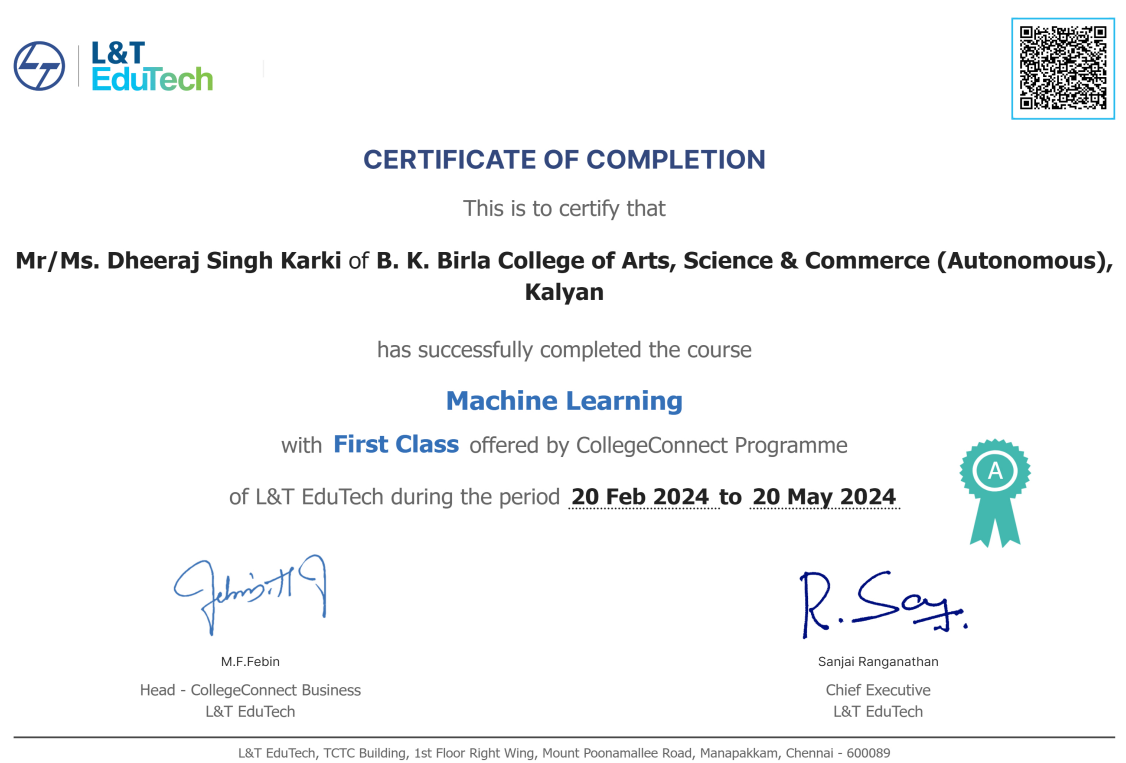 L&T
EduTech
CERTIFICATE OF COMPLETION
This is to certify that
Mr/Ms. Dheeraj Singh Karki of B. K. Birla College of Arts, Science & Commerce (Autonomous),
Kalyan
has successfully completed the course
Machine Learning
with First Class offered by CollegeConnect Programme
of L&T EduTech during the period 20 Feb 2024 to 20 May 2024
A
M.F.Febin
Head - CollegeConnect Business
L&T EduTech
R. Say.
Sanjai Ranganathan
Chief Executive
L&T EduTech
L&T EduTech, TCTC Building, 1st Floor Right Wing, Mount Poonamallee Road, Manapakkam, Chennai - 600089